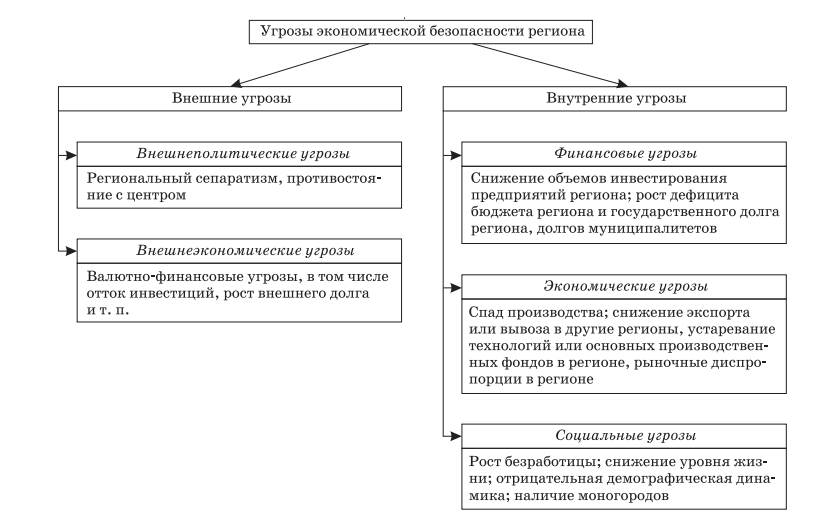 Угрозы экономической безопасности региона
Внешние угрозы
Внешнеполитические угрозы
Региональный сепаратизм, противостоя-
ние с центром
Внешнеэкономические угрозы
Валютно-финансовые угрозы, в том числе
отток инвестиций, рост внешнего долга
и т. п.
Внутренние угрозы
Финансовые угрозы
Снижение объемов инвестирования
предприятий региона; рост дефицита
бюджета региона и государственного долга
региона, долгов муниципалитетов
Экономические угрозы
Спад производства; снижение экспорта
или вывоза в другие регионы, устаревание
технологий или основных производствен-
ных фондов в регионе, рыночные диспро-
порции в регионе
Социальные угрозы
Рост безработицы; снижение уровня жиз-
ни; отрицательная демографическая дина-
мика; наличие моногородов